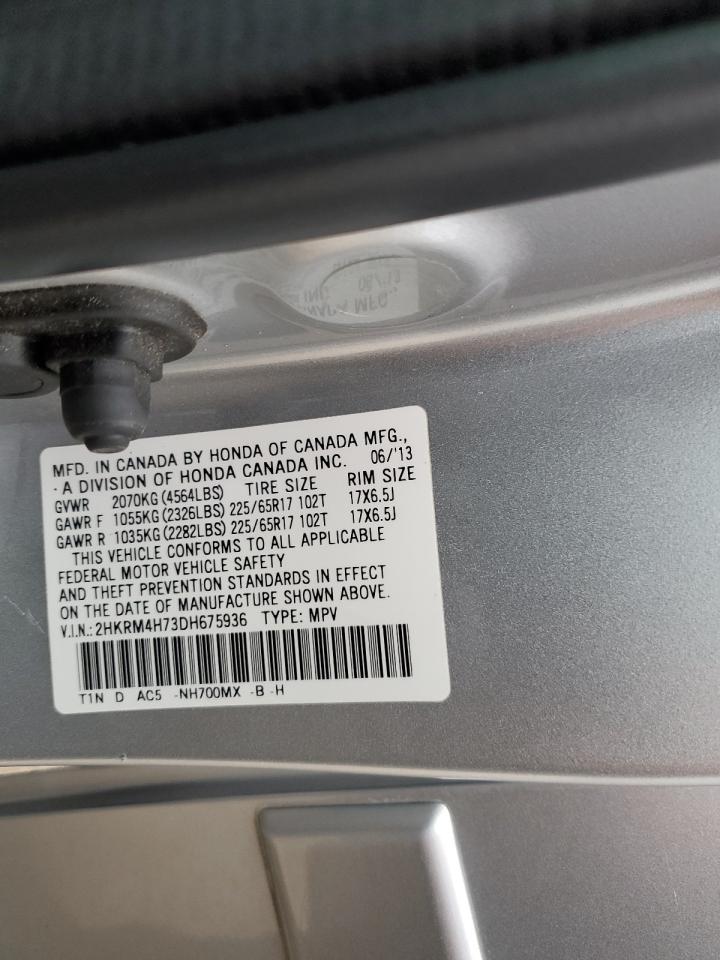 MFD. IN CANADA BY HONDA OF CANADA MFG.,
- A DIVISION OF HONDA CANADA INC. 06/'13
GVWR 2070KG (4564LBS) TIRE SIZE RIM SIZE
GAWR F 1055KG (2326LBS) 225/65R17 102T 17X6.5J
GAWR R 1035KG (2282LBS) 225/65R17 102T 17X6.5J
THIS VEHICLE CONFORMS TO ALL APPLICABLE
FEDERAL MOTOR VEHICLE SAFETY
AND THEFT PREVENTION STANDARDS IN EFFECT
ON THE DATE OF MANUFACTURE SHOWN ABOVE.
V.I.N.: 2HKRM4H73DH675936 TYPE: MPV
T1N D AC5 -NH700MX -B -H